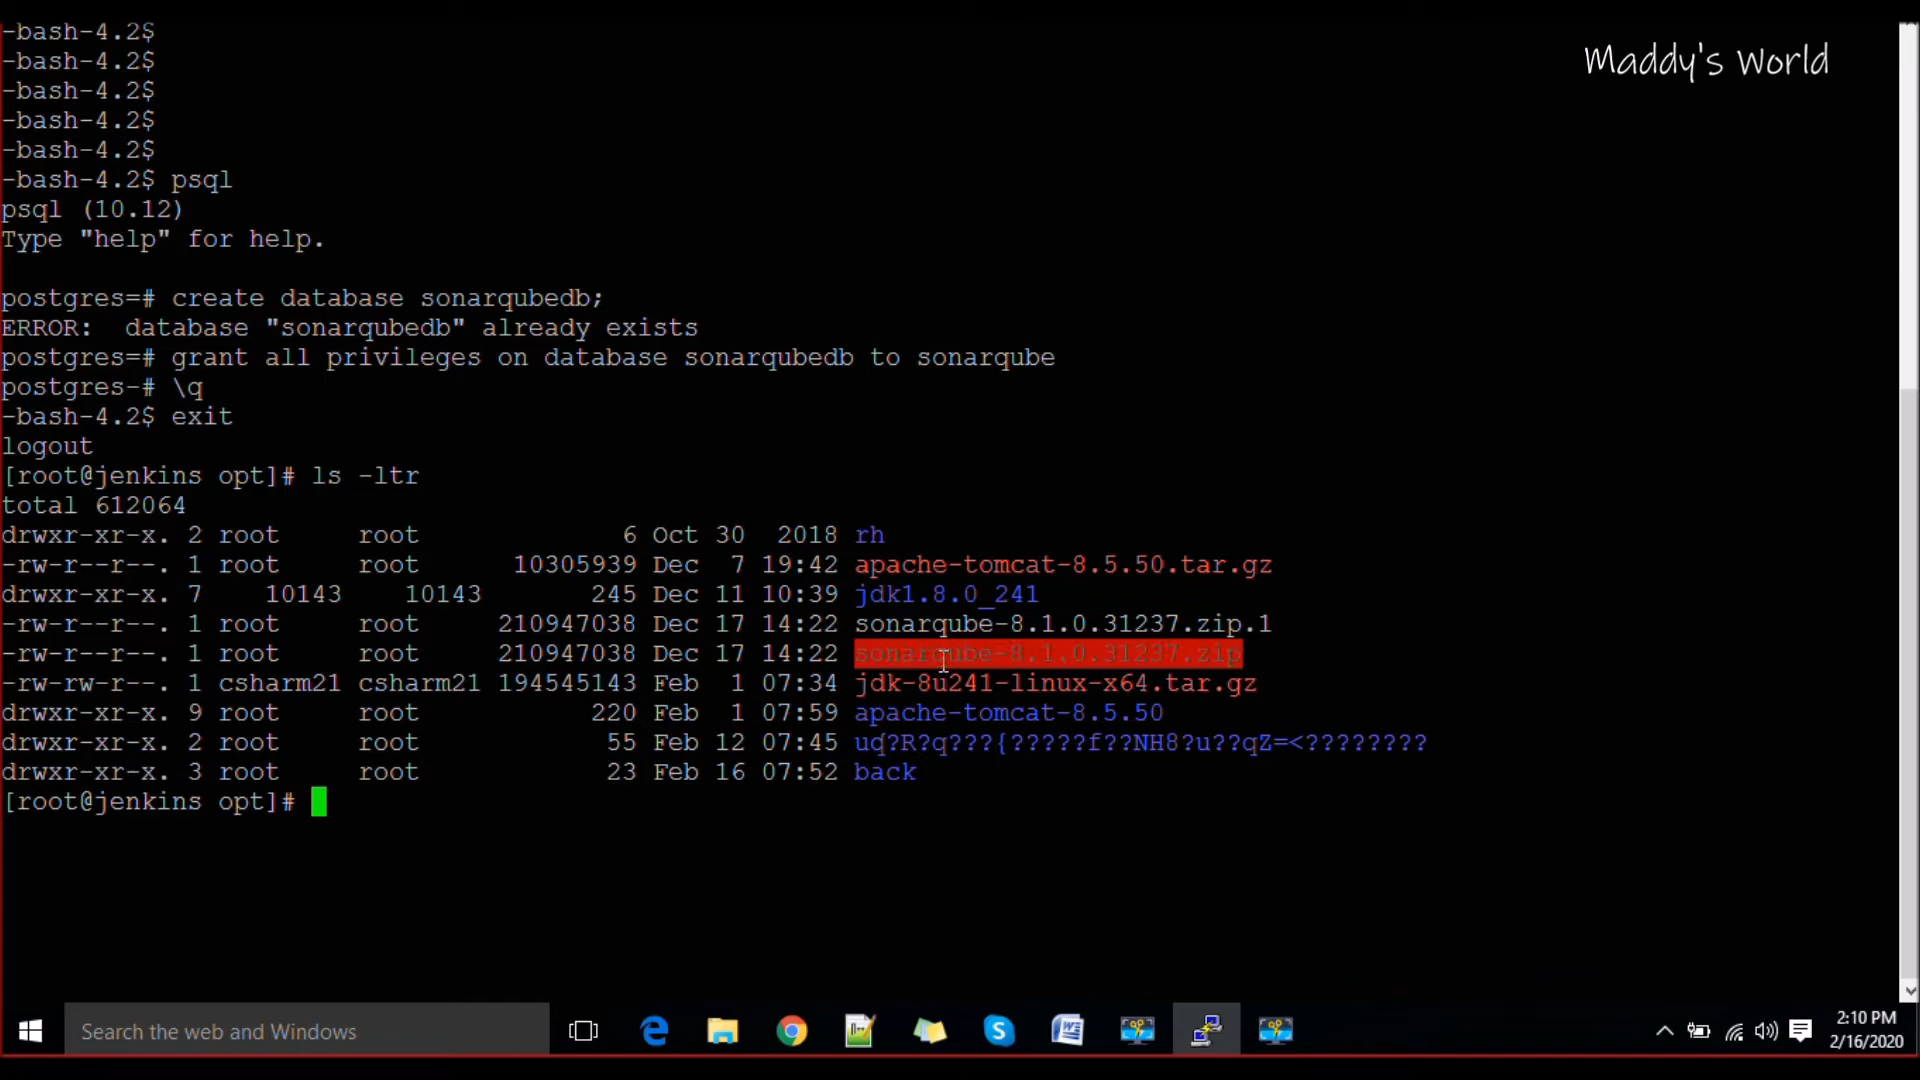 -bash-4.2$
-bash-4.2$
-bash-4.2$
-bash-4.2$
-bash-4.2$
-bash-4.2$ psql
psql (10.12)
Type "help" for help.
postgres=# create database sonarqubedb;
ERROR:  database "sonarqubedb" already exists
postgres=# grant all privileges on database sonarqubedb to sonarqube
postgres-# \q
-bash-4.2$ exit
logout
[root@jenkins opt]# ls -ltr
total 612064
drwxr-xr-x. 2 root     root             6 Oct 30  2018 rh
-rw-r--r--. 1 root     root      10305939 Dec  7 19:42 apache-tomcat-8.5.50.tar.gz
drwxr-xr-x. 7    10143    10143       245 Dec 11 10:39 jdk1.8.0_241
-rw-r--r--. 1 root     root     210947038 Dec 17 14:22 sonarqube-8.1.0.31237.zip.1
-rw-r--r--. 1 root     root     210947038 Dec 17 14:22 sonarqube-8.1.0.31237.zip
-rw-rw-r--. 1 csharm21 csharm21 194545143 Feb  1 07:34 jdk-8u241-linux-x64.tar.gz
drwxr-xr-x. 9 root     root           220 Feb  1 07:59 apache-tomcat-8.5.50
drwxr-xr-x. 2 root     root            55 Feb 12 07:45 uq?R?q???{?????f??NH8?u??qZ=<????????
drwxr-xr-x. 3 root     root            23 Feb 16 07:52 back
[root@jenkins opt]#
Maddy's World
Search the web and Windows
2:10 PM
2/16/2020